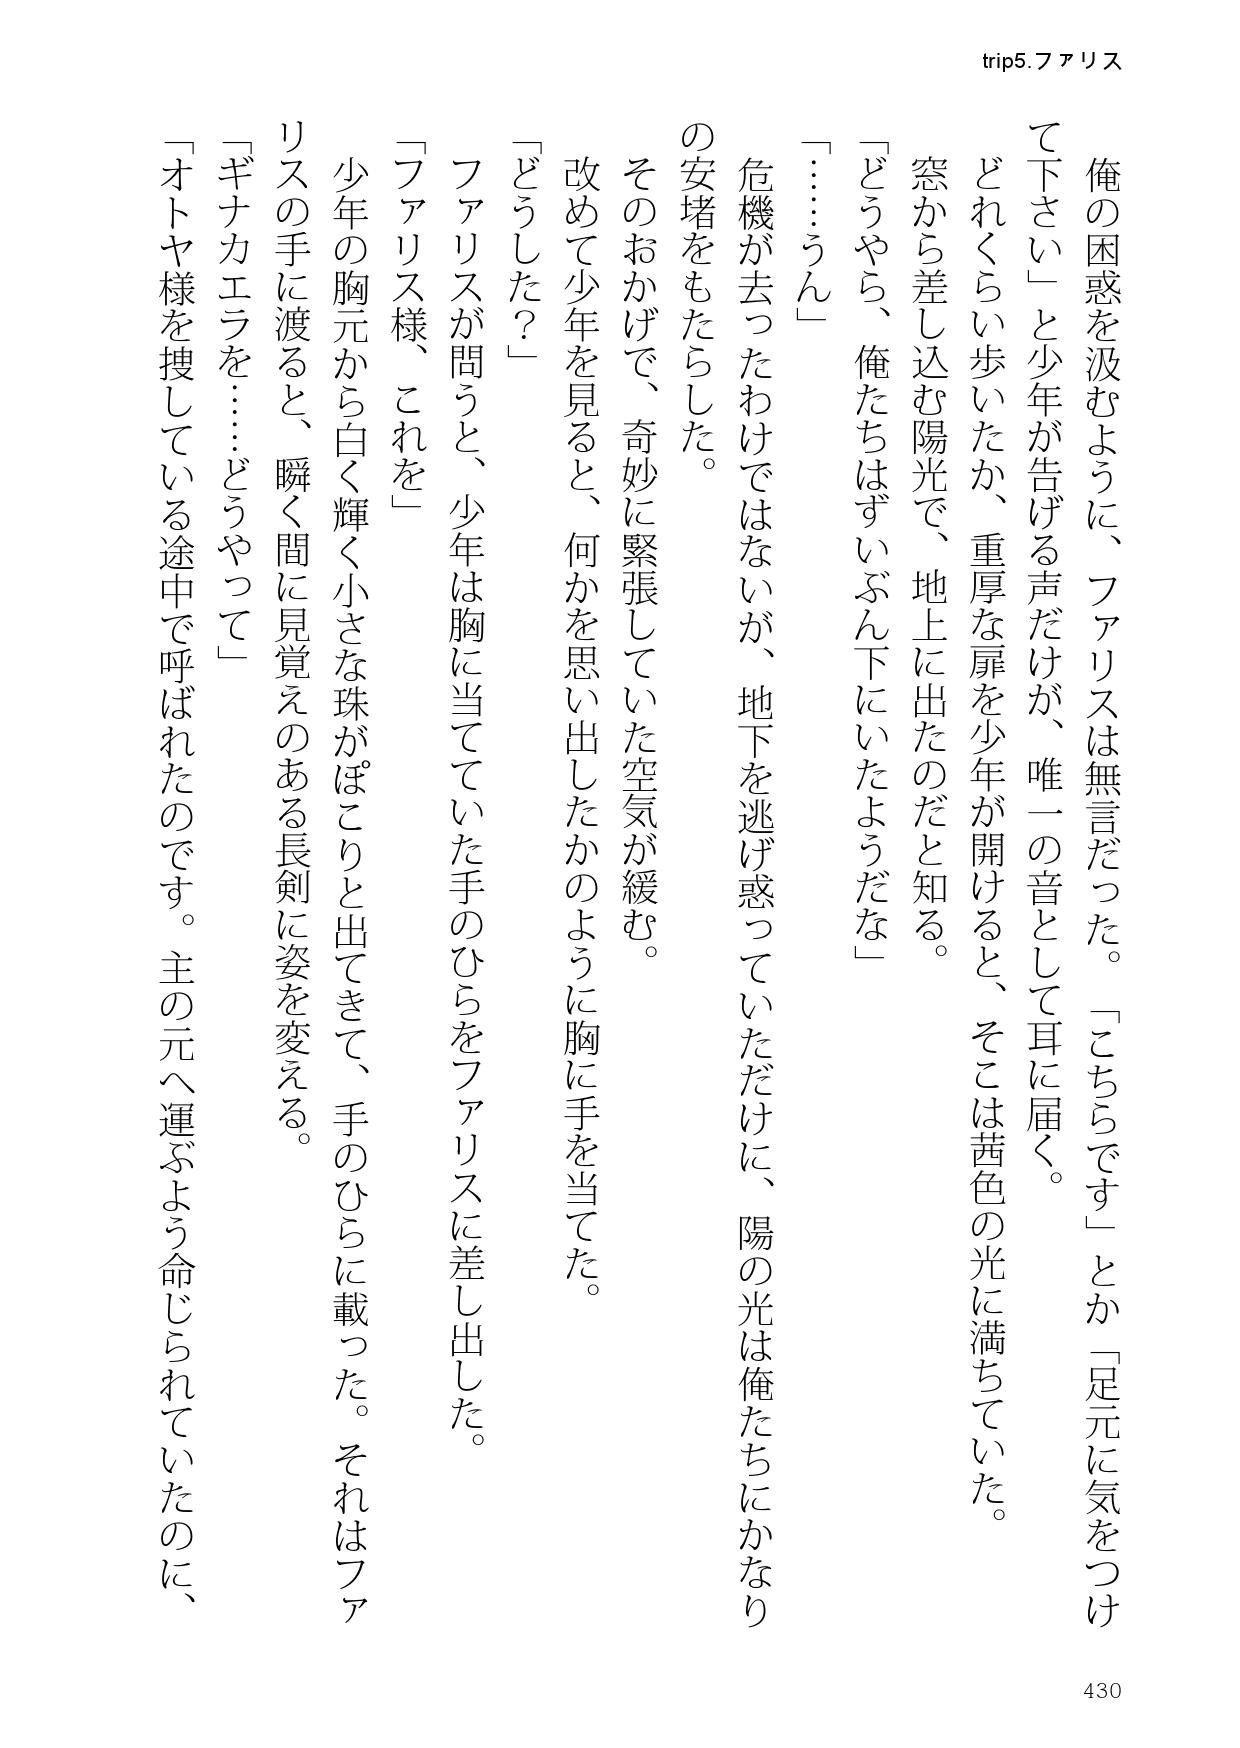 trip5.ファリス
　俺の困惑を汲むように、ファリスは無言だった。「こちらです」とか「足元に気をつけ
て下さい」と少年が告げる声だけが、唯一の音として耳に届く。
　どれくらい歩いたか、重厚な扉を少年が開けると、そこは茜色の光に満ちていた。
　窓から差し込む陽光で、地上に出たのだと知る。
「どうやら、俺たちはずいぶん下にいたようだな」
「……うん」
　危機が去ったわけではないが、地下を逃げ惑っていただけに、陽の光は俺たちにかなり
の安堵をもたらした。
　そのおかげで、奇妙に緊張していた空気が緩む。
　改めて少年を見ると、何かを思い出したかのように胸に手を当てた。
「どうした？」
　ファリスが問うと、少年は胸に当てていた手のひらをファリスに差し出した。
「ファリス様、これを」
　少年の胸元から白く輝く小さな珠がぽこりと出てきて、手のひらに載った。それはファ
リスの手に渡ると、瞬く間に見覚えのある長剣に姿を変える。
「ギナカエラを……どうやって」
「オトヤ様を捜している途中で呼ばれたのです。主の元へ運ぶよう命じられていたのに、
430